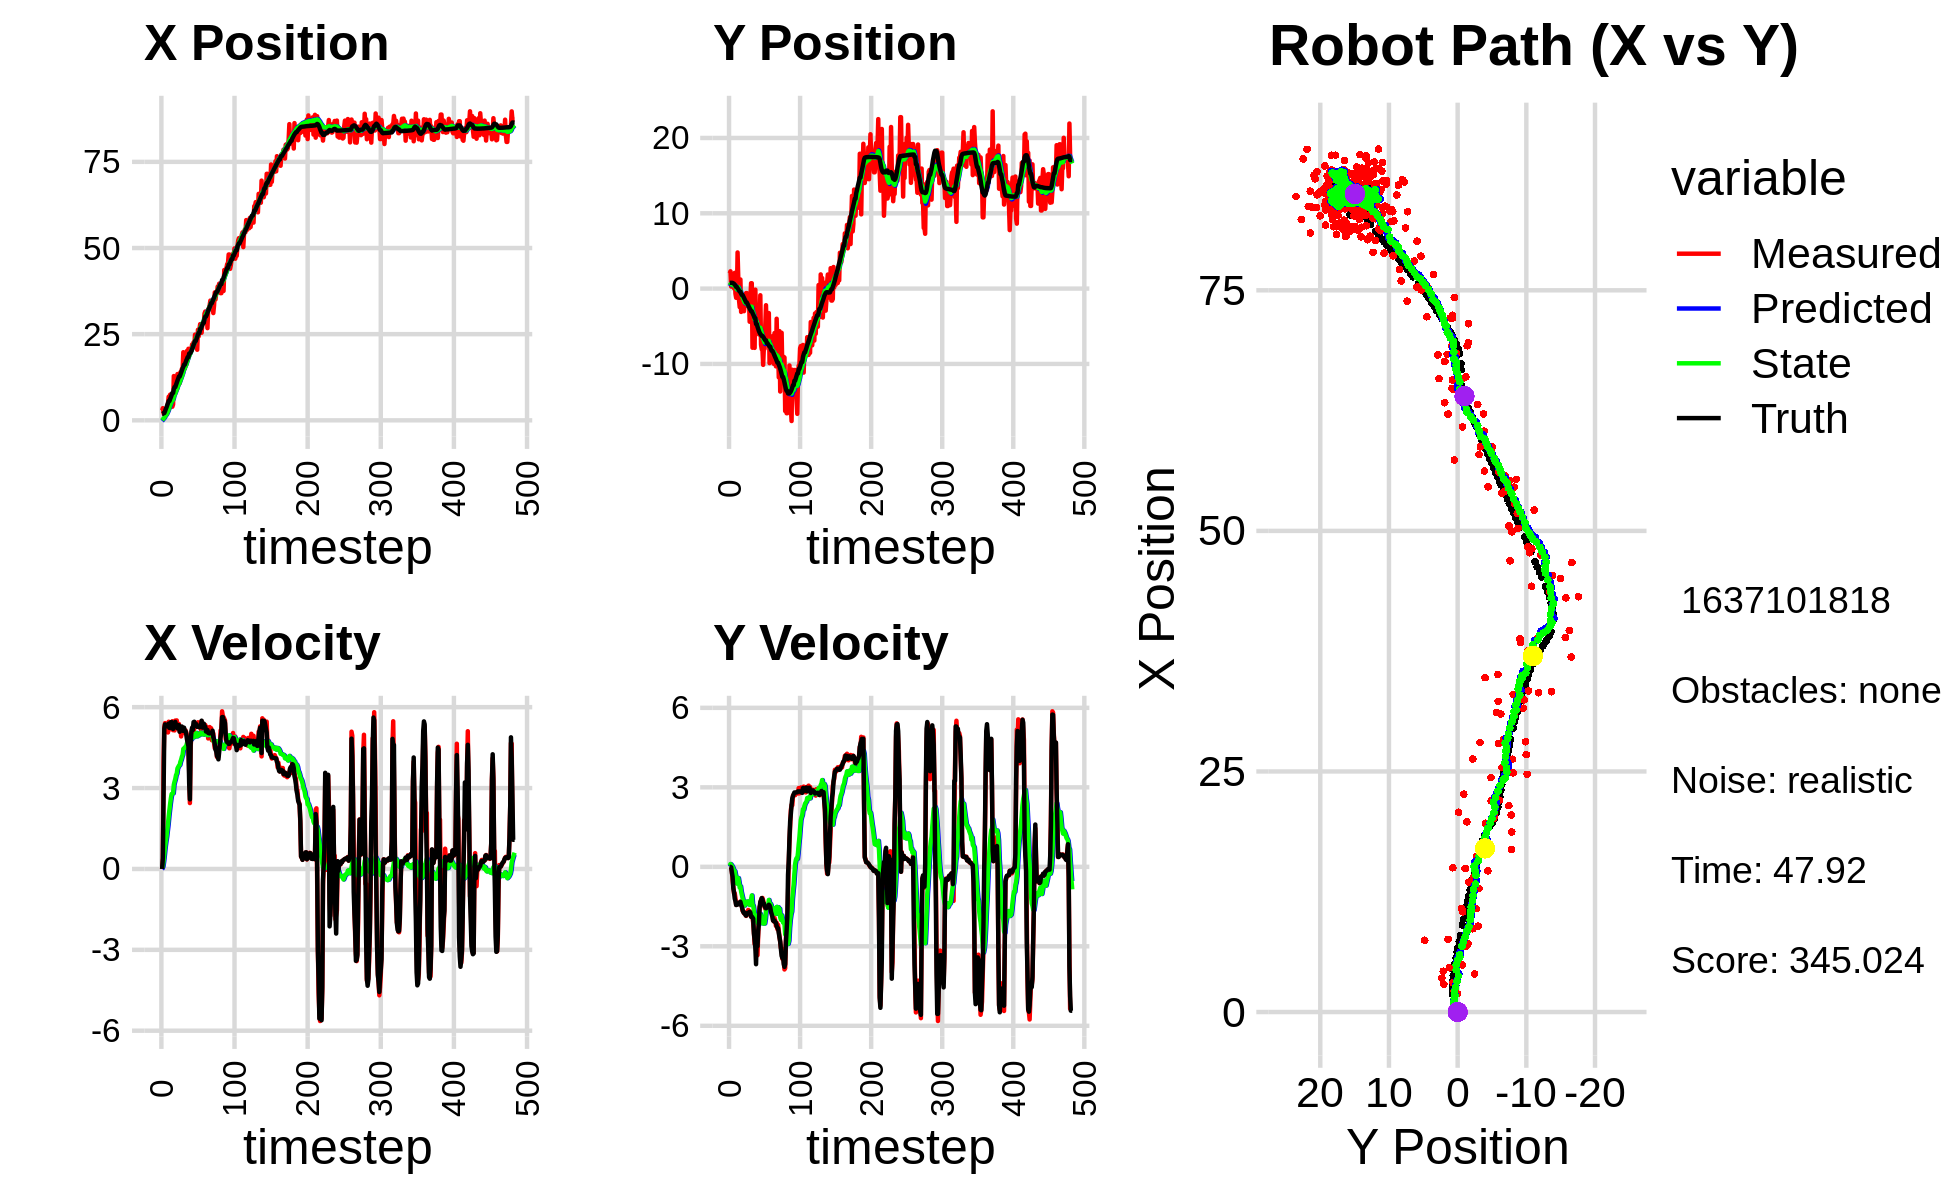 X Position
75
50
25
0
0
100
200
300
400
500
timestep
Y Position
20
10
0
-10
0
100
200
300
400
500
timestep
X Velocity
6
3
0
-3
-6
0
100
200
300
400
500
timestep
Y Velocity
6
3
0
-3
-6
0
100
200
300
400
500
timestep
Robot Path (X vs Y)
X Position
75
50
25
0
20 10 0 -10 -20
Y Position
variable
Measured
Predicted
State
Truth
1637101818
Obstacles: none
Noise: realistic
Time: 47.92
Score: 345.024